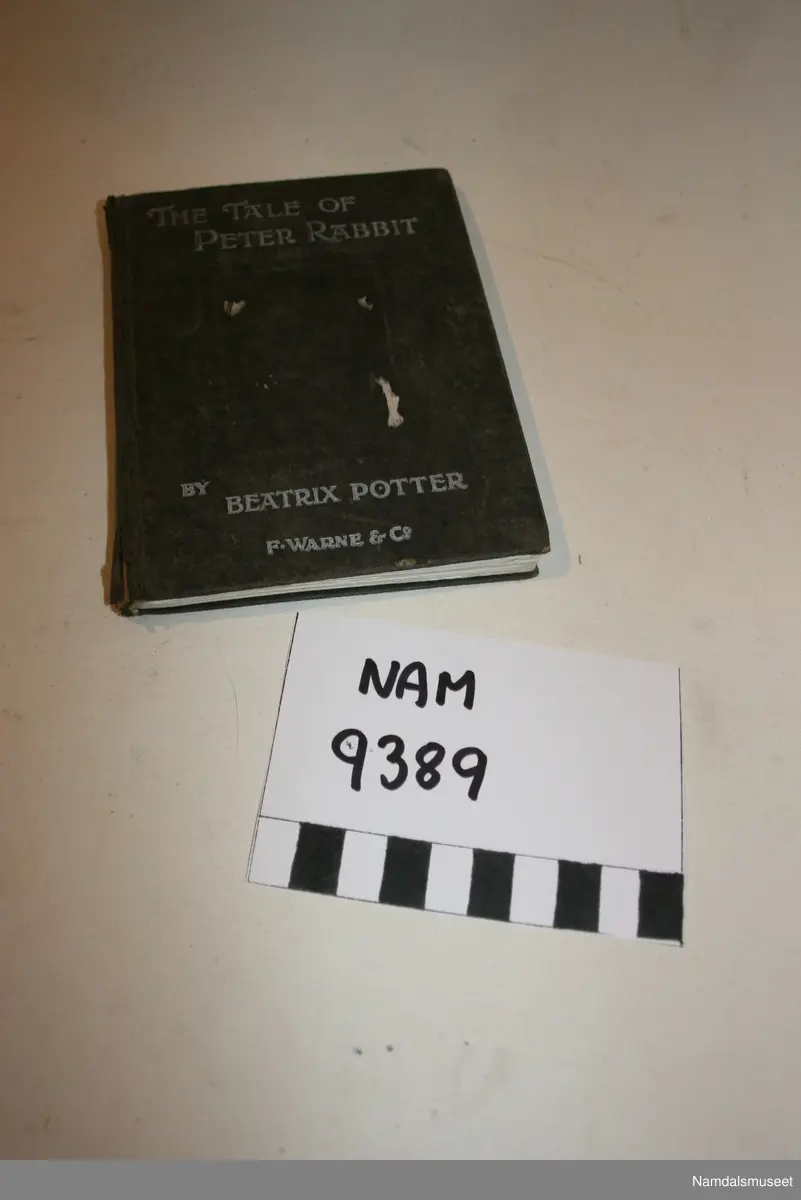 THE TALE OF
PETER RABBIT
BY BEATRIX POTTER
F. WARNE & Co
NAM
9389
Namdalsmuseet